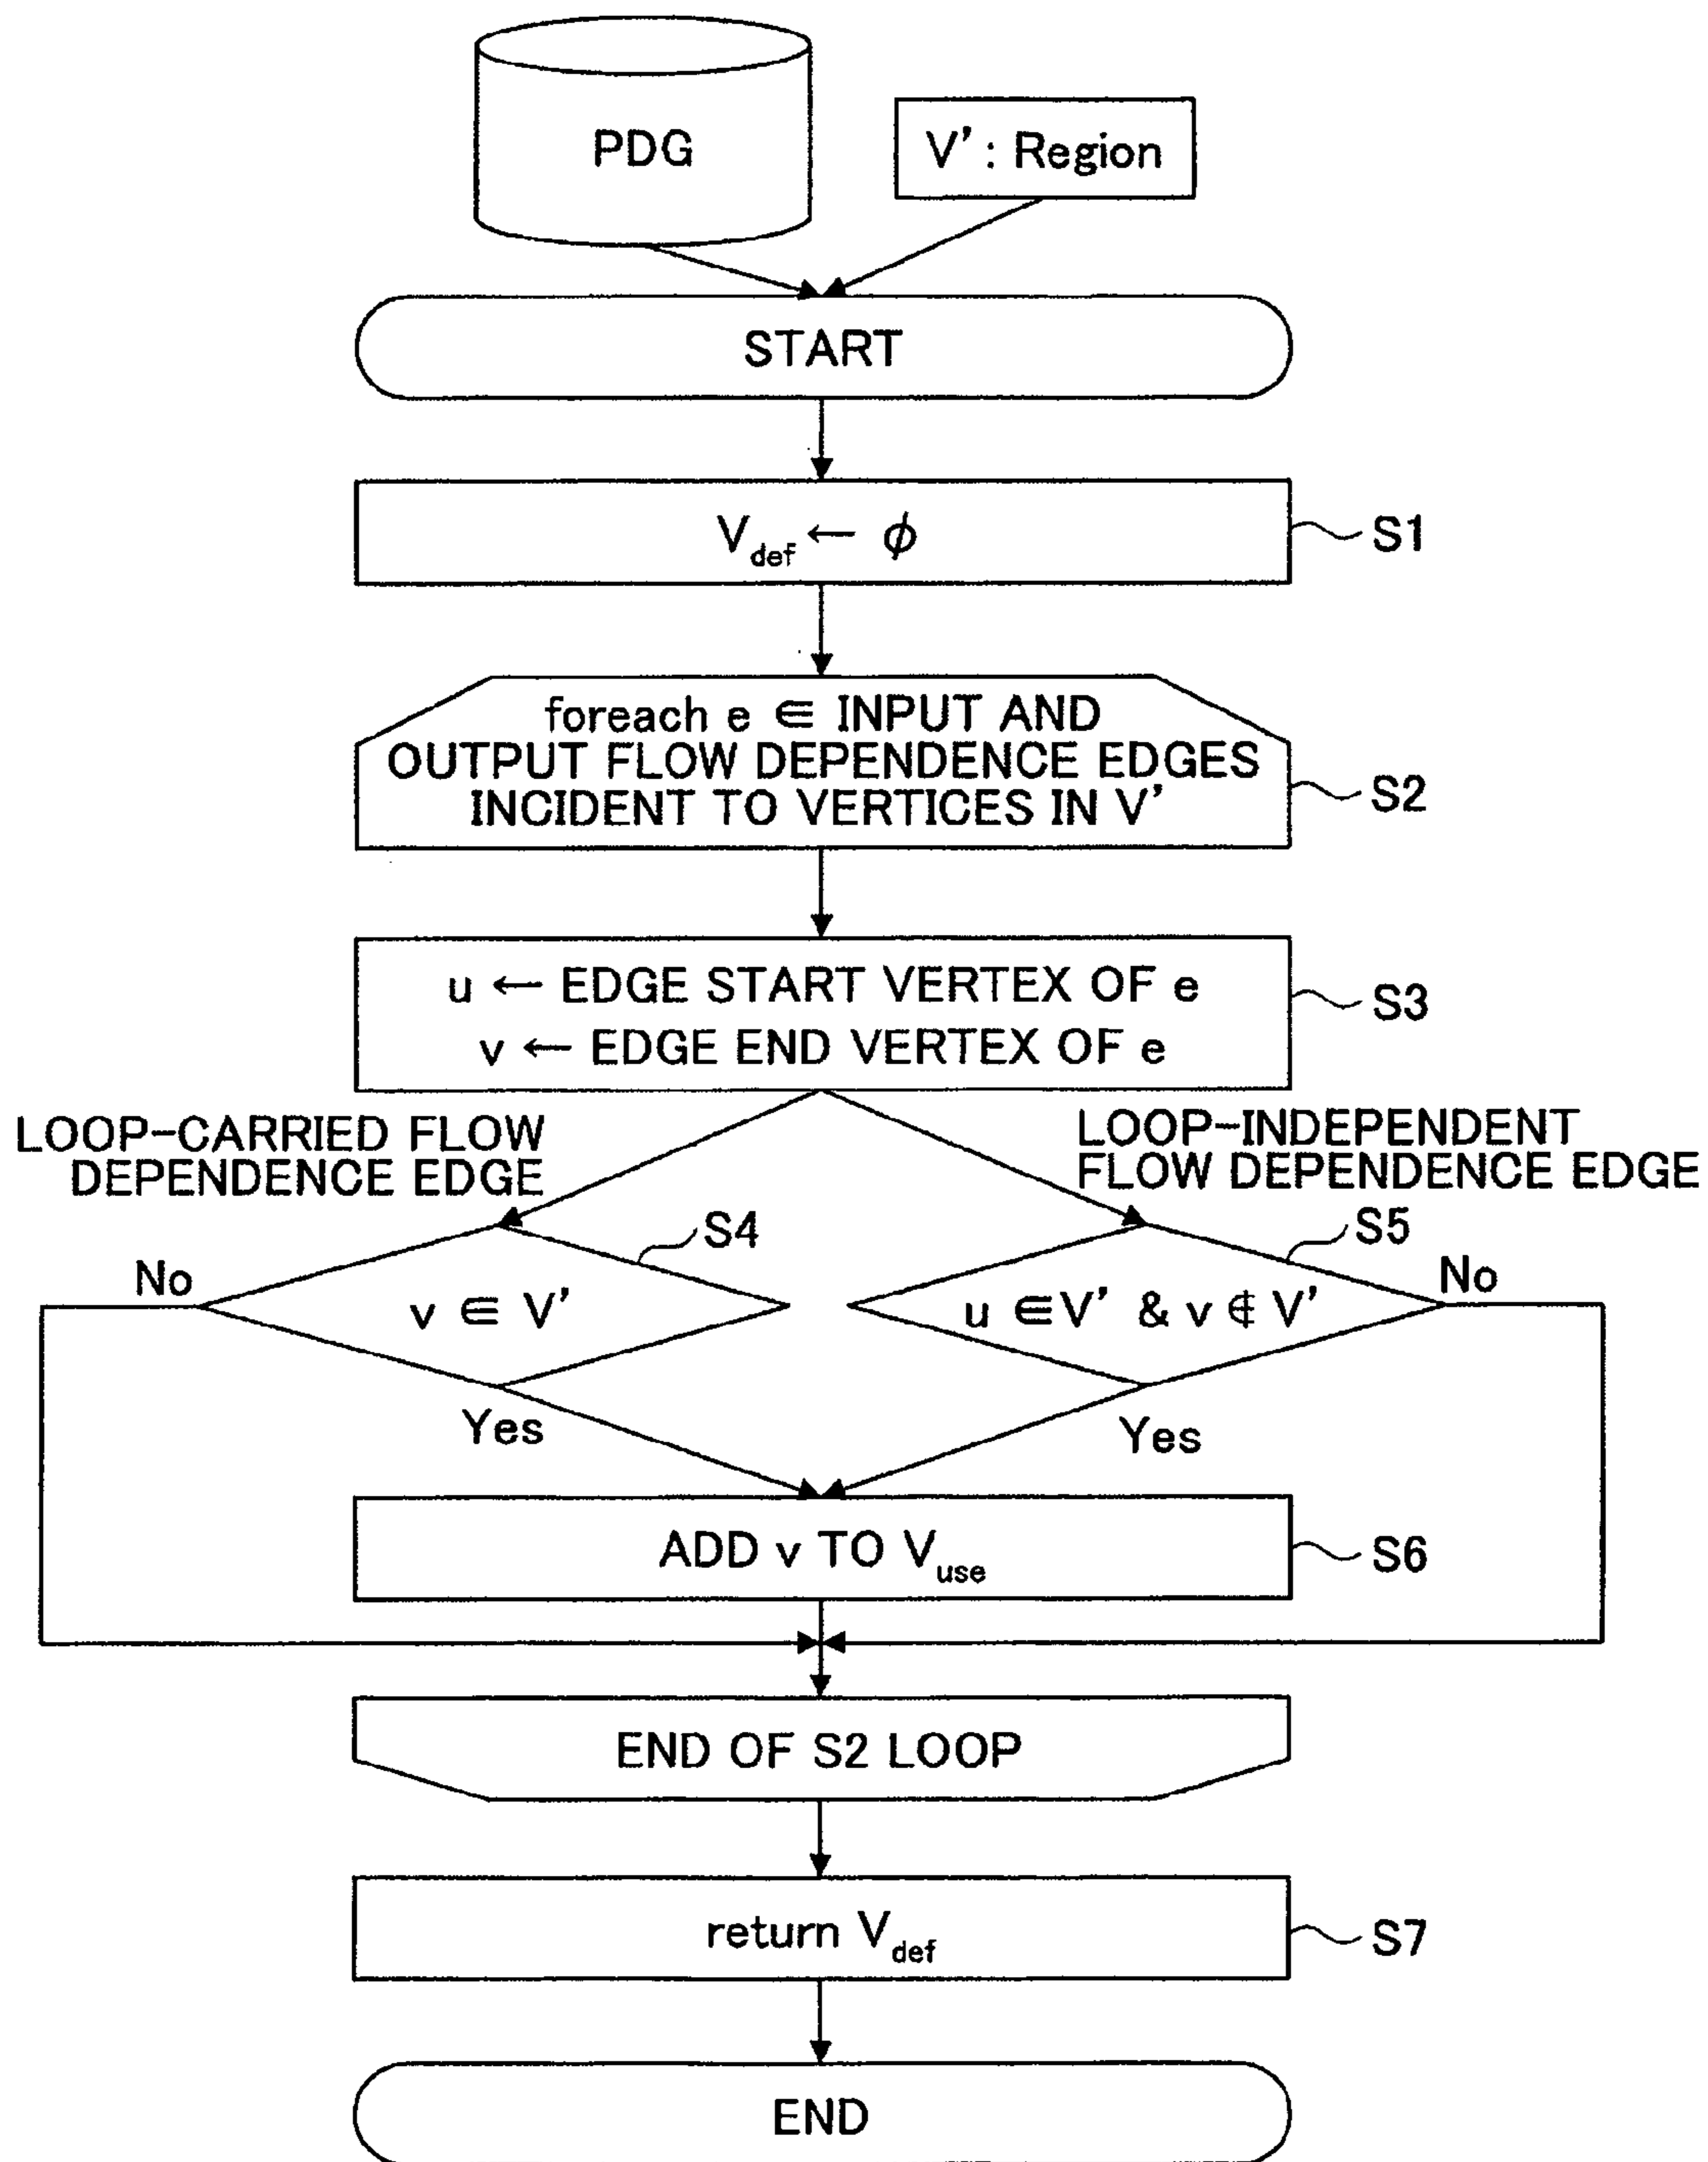 PDG
V' : Region
START
V_def ← φ
S1
foreach e ∈ INPUT AND
OUTPUT FLOW DEPENDENCE EDGES
INCIDENT TO VERTICES IN V'
S2
u ← EDGE START VERTEX OF e
v ← EDGE END VERTEX OF e
S3
LOOP-CARRIED FLOW
DEPENDENCE EDGE
LOOP-INDEPENDENT
FLOW DEPENDENCE EDGE
S4
S5
No
v ∈ V'
u ∈ V' & v ∉ V'
No
Yes
Yes
ADD v TO V_use
S6
END OF S2 LOOP
return V_def
S7
END